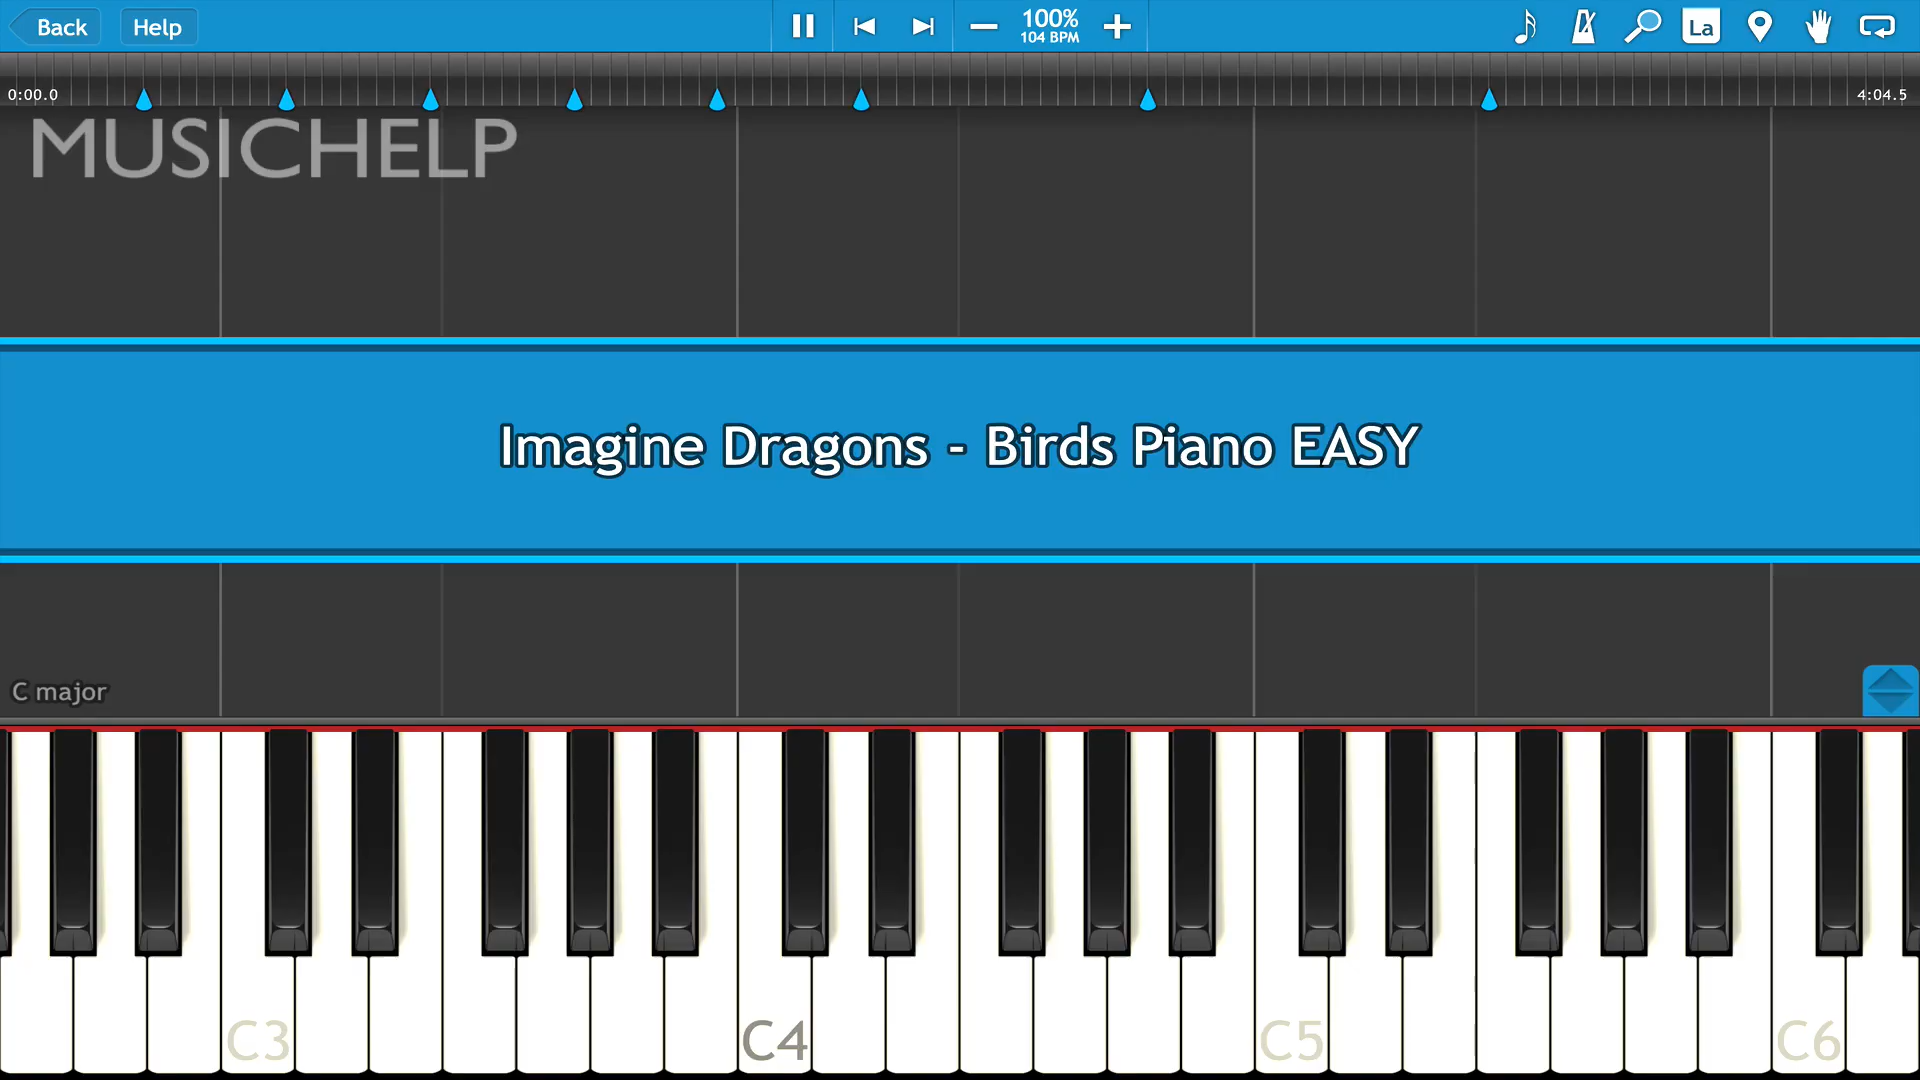 Back
Help
100%
104 BPM
La
0:00.0
4:04.5
MUSICHELP
Imagine Dragons - Birds Piano EASY
C major
C3
C4
C5
C6